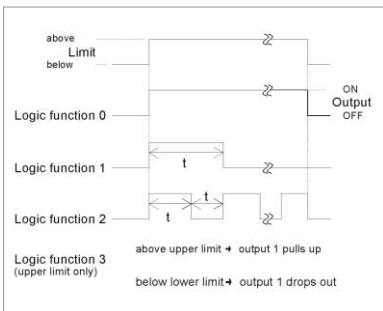 above
Limit
below
ON
Output
OFF
Logic function 0
Logic function 1
t
t
Logic function 2
t
Logic function 3
(upper limit only)
above upper limit → output 1 pulls up
below lower limit → output 1 drops out